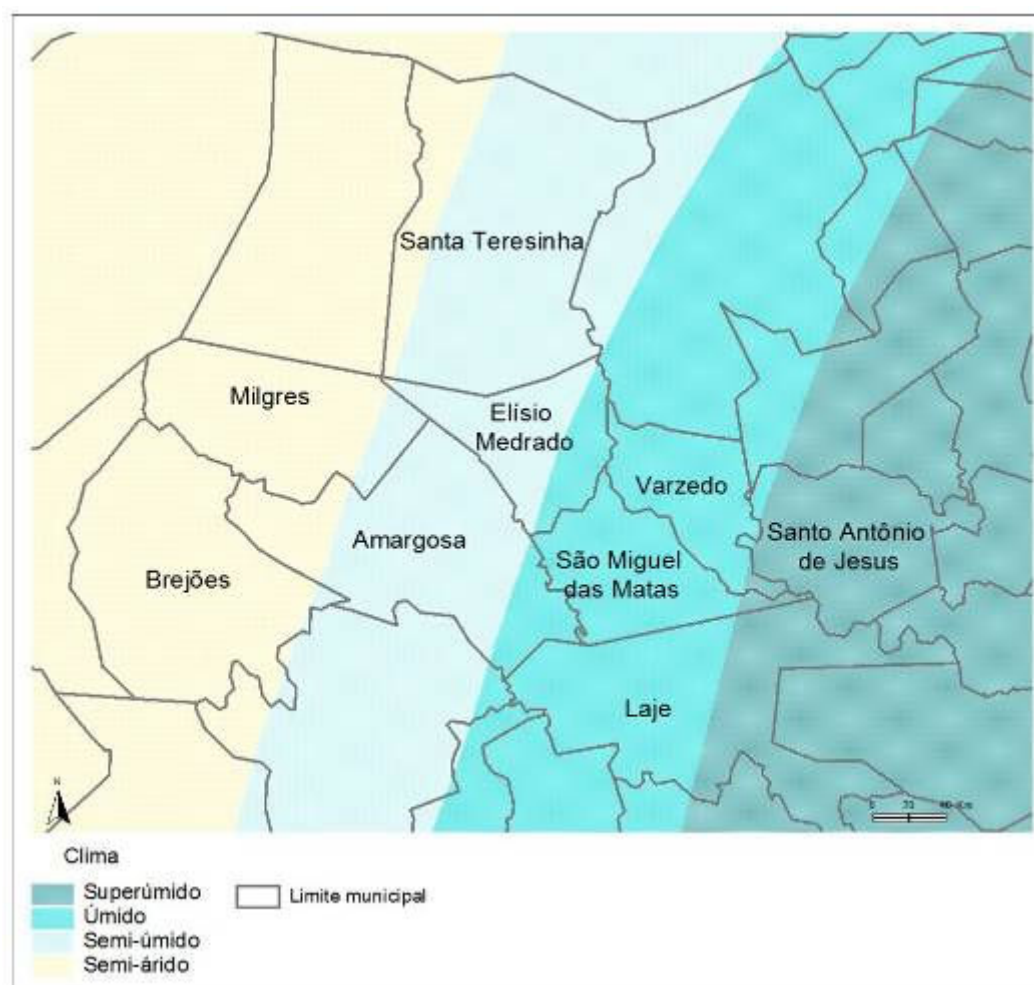 Santa Teresinha
Milgres
Elísio
Medrado
Varzedo
Amargosa
Santo Antônio
de Jesus
São Miguel
das Matas
Brejões
Laje
N
Clima
Superúmido
Úmido
Semi-úmido
Semi-árido
Limite municipal